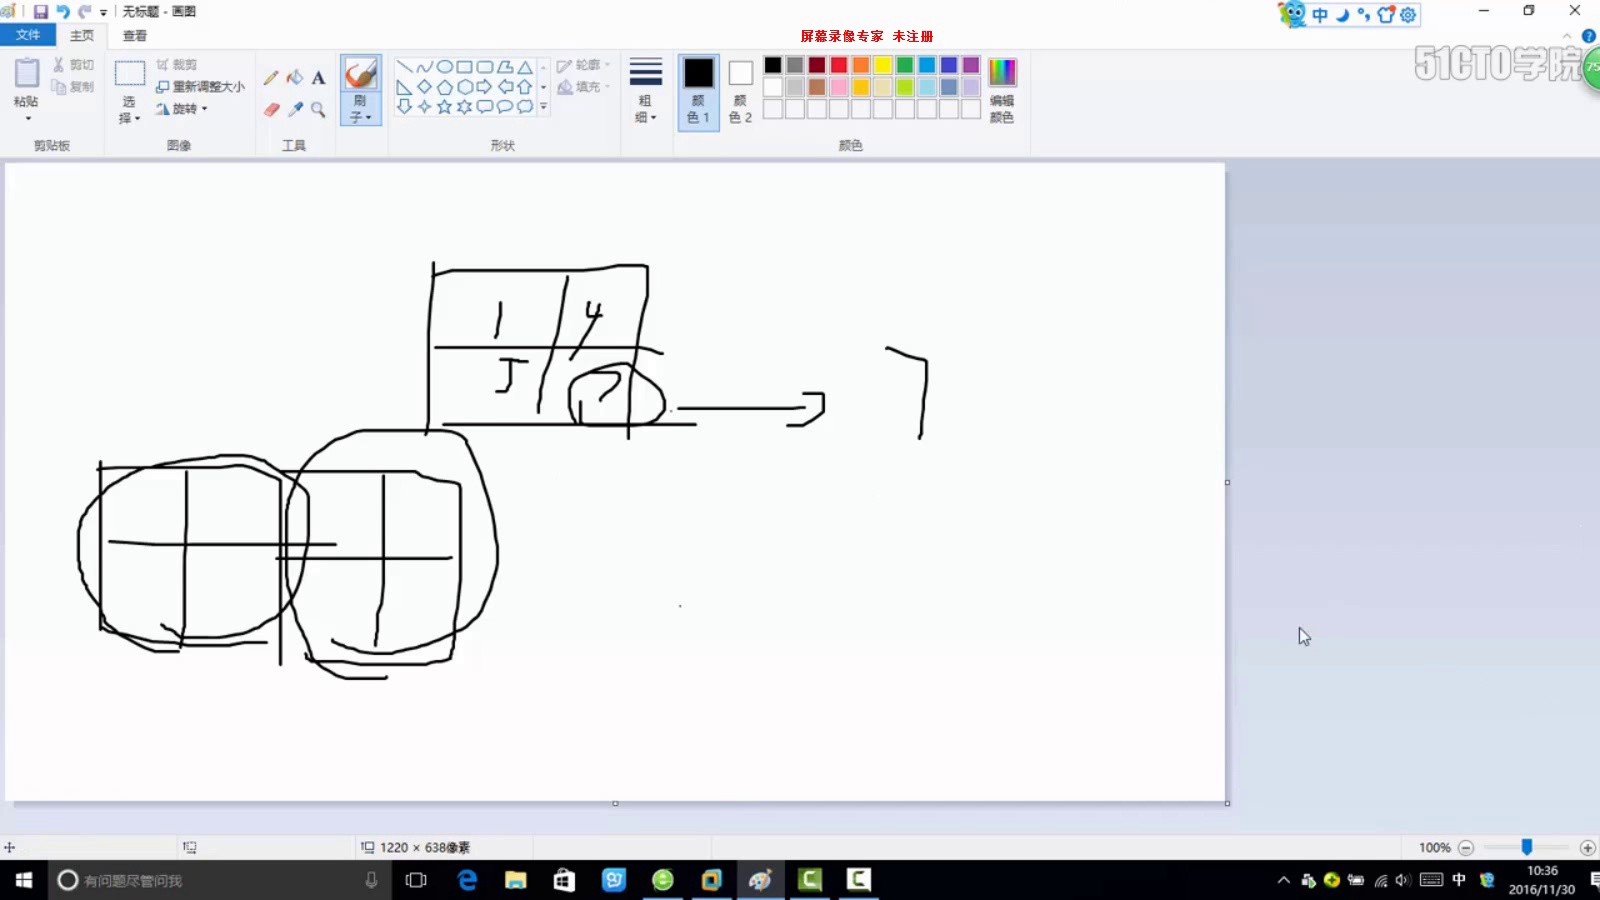 无标题 - 画图
文件 主页 查看
屏幕录像专家 未注册
51CTO学院
75
中
粘贴
剪切
复制
剪贴板
选择
裁剪
重新调整大小
旋转
图像
A
工具
刷子
轮廓
填充
形状
粗细
颜色 1
颜色 2
编辑颜色
颜色
1 4
7
1220 × 638像素
100%
有问题尽管问我
中
10:36
2016/11/30